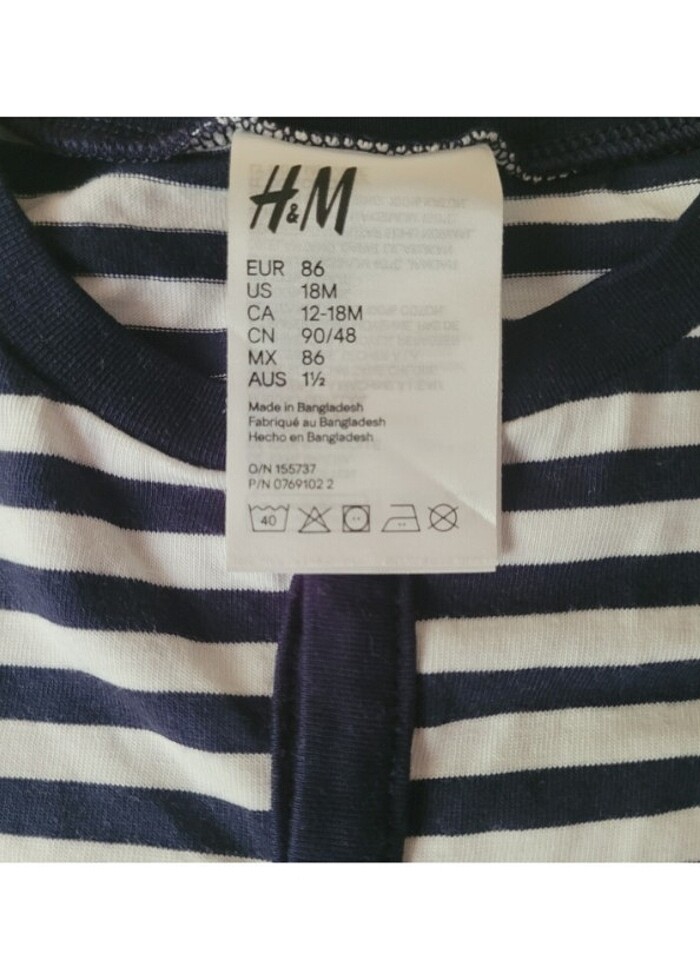 H&M
EUR 86
US 18M
CA 12-18M
CN 90/48
MX 86
AUS 1½
Made in Bangladesh
Fabriqué au Bangladesh
Hecho en Bangladesh
O/N 155737
P/N 0769102 2
40